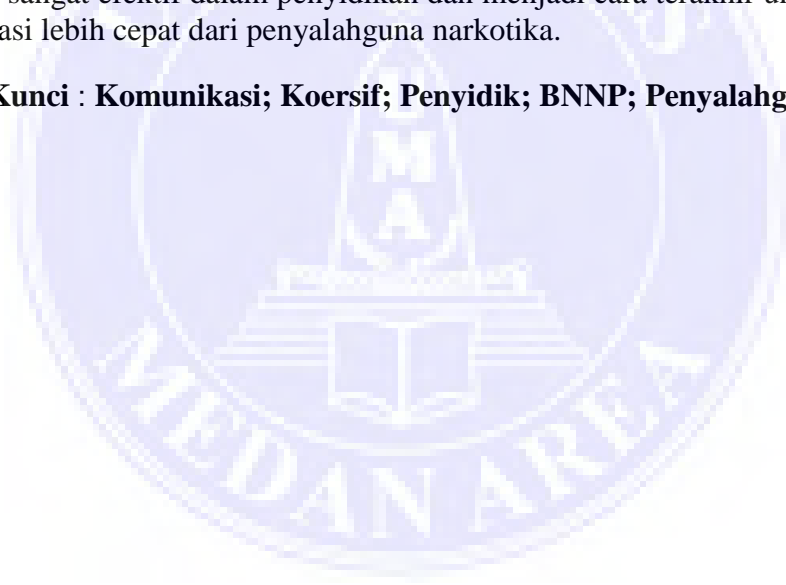 sangat efektif dalam penyidikan dan menjadi cara terakhir
asi lebih cepat dari penyalahguna narkotika.
Kunci : Komunikasi; Koersif; Penyidik; BNNP; Penyalahg
UMA
MEDAN AREA